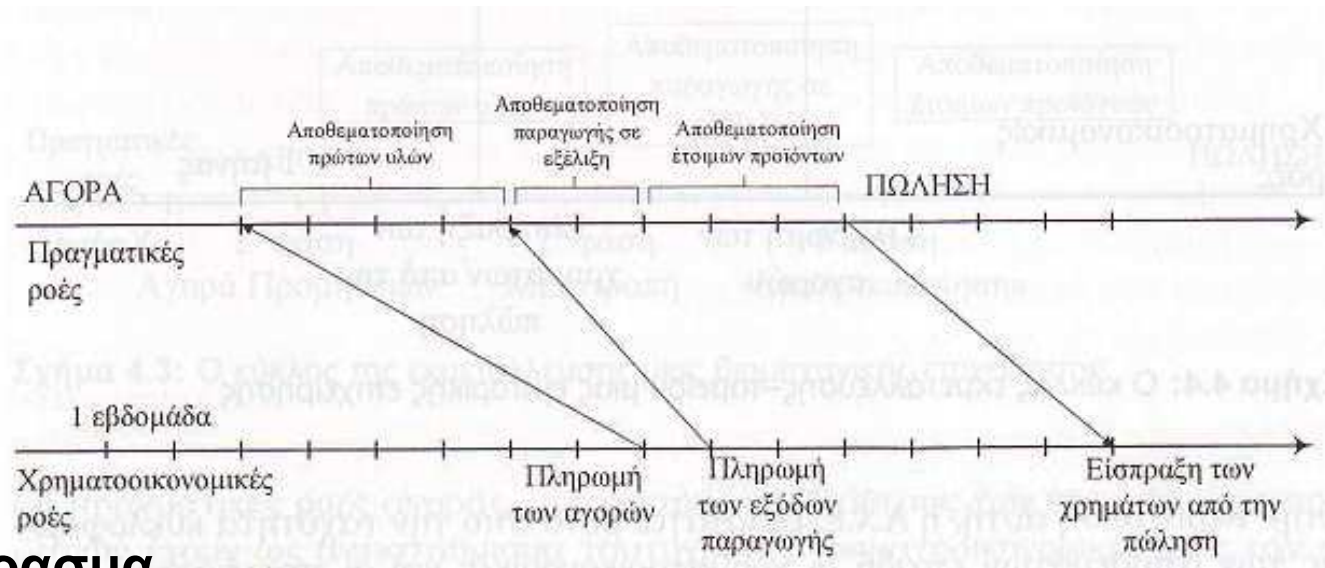 Αποθεματοποίηση
πρώτων υλών
Αποθεματοποίηση
παραγωγής σε
εξέλιξη
Αποθεματοποίηση
έτοιμων προϊόντων
ΑΓΟΡΑ
ΠΩΛΗΣΗ
Πραγματικές
ροές
1 εβδομάδα
Χρηματοοικονομικές
ροές
Πληρωμή
των αγορών
Πληρωμή
των εξόδων
παραγωγής
Είσπραξη των
χρημάτων από την
πώληση